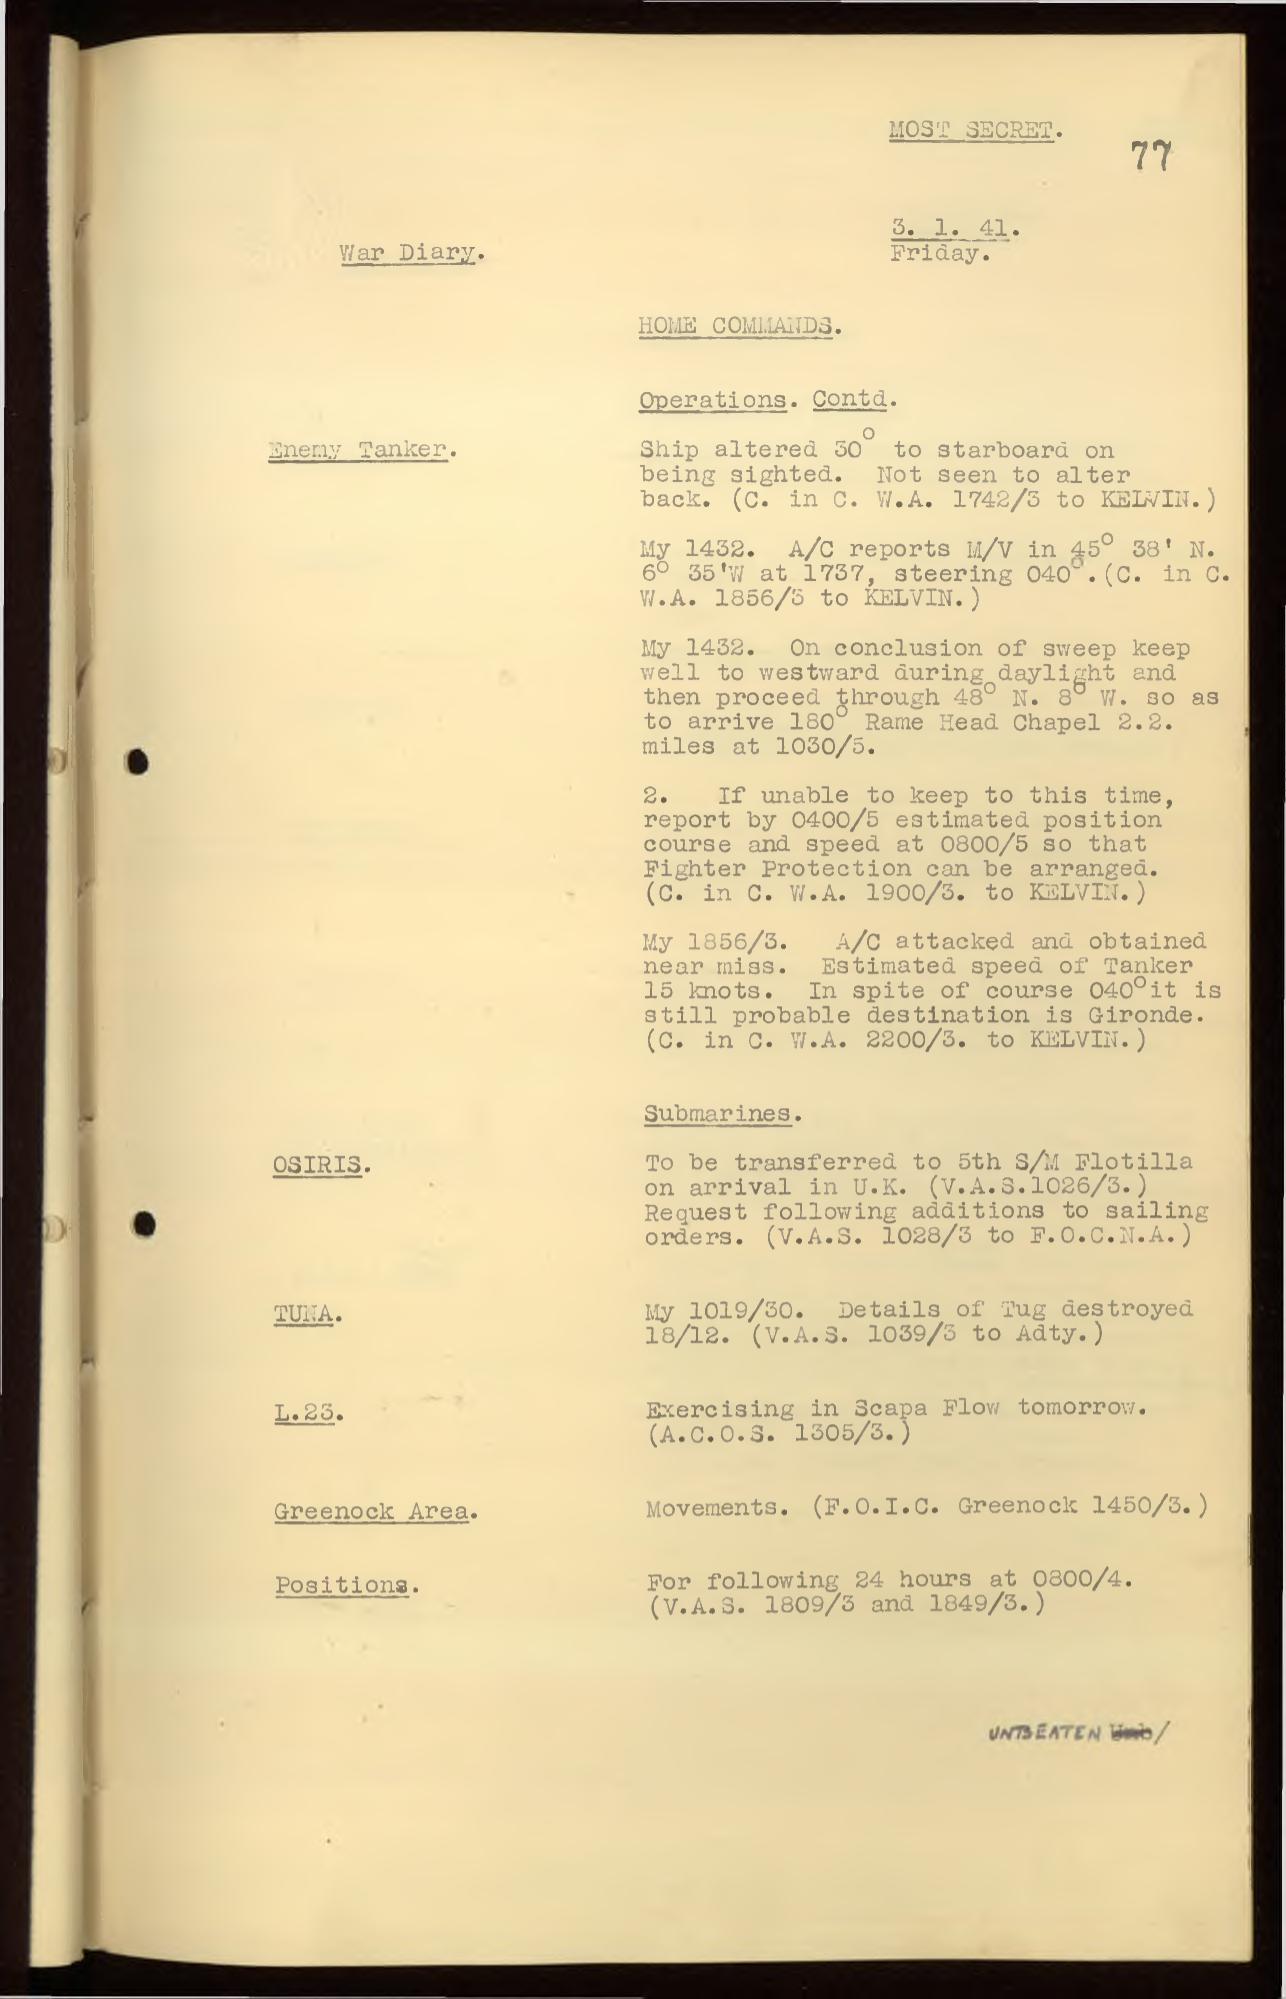 MOST SECRET.
77
3. 1. 41.
War Diary.
Friday.
HOME COMMANDS.
Operations. Contd.
Enemy Tanker.
Ship altered 30° to starboard on
being sighted. Not seen to alter
back. (C. in C. W.A. 1742/3 to KELVIN.)
My 1432. A/C reports M/V in 45° 38' N.
6° 35'W at 1737, steering 040°.(C. in C.
W.A. 1856/3 to KELVIN.)
My 1432. On conclusion of sweep keep
well to westward during daylight and
then proceed through 48° N. 8° W. so as
to arrive 180° Rame Head Chapel 2.2.
miles at 1030/5.
2. If unable to keep to this time,
report by 0400/5 estimated position
course and speed at 0800/5 so that
Fighter Protection can be arranged.
(C. in C. W.A. 1900/3. to KELVIN.)
My 1856/3. A/C attacked and obtained
near miss. Estimated speed of Tanker
15 knots. In spite of course 040°it is
still probable destination is Gironde.
(C. in C. W.A. 2200/3. to KELVIN.)
Submarines.
OSIRIS.
To be transferred to 5th S/M Flotilla
on arrival in U.K. (V.A.S.1026/3.)
Request following additions to sailing
orders. (V.A.S. 1028/3 to F.O.C.N.A.)
TUNA.
My 1019/30. Details of Tug destroyed
18/12. (V.A.S. 1039/3 to Adty.)
L.23.
Exercising in Scapa Flow tomorrow.
(A.C.O.S. 1305/3.)
Greenock Area.
Movements. (F.O.I.C. Greenock 1450/3.)
Positions.
For following 24 hours at 0800/4.
(V.A.S. 1809/3 and 1849/3.)
UNBEATEN /